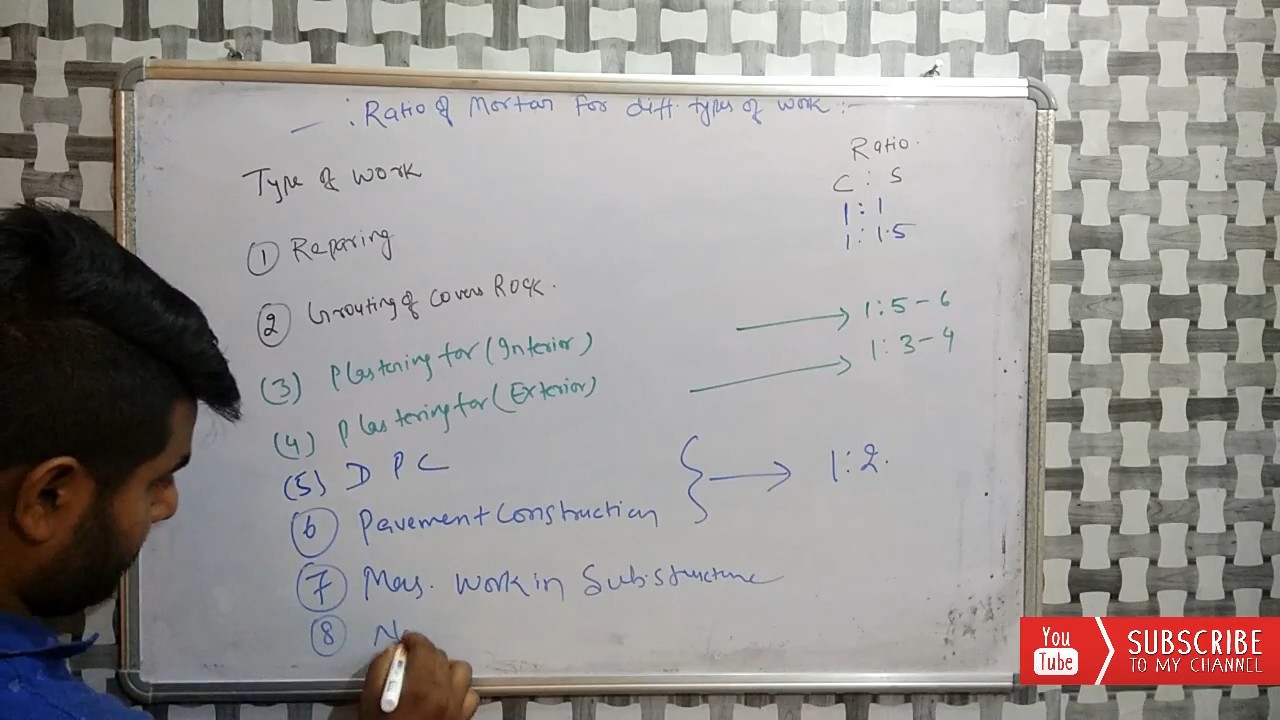 : Ratio of Mortar For diff. types of work :-
Ratio.
Type of work
C : S
1 : 1
① Reparing
1 : 1.5
② Grouting of Covers Rock.
(3) Plastering for (Interior) → 1 : 5 - 6
(4) Plastering for (Exterior) → 1 : 3 - 4
(5) D P C
} → 1 : 2.
⑥ Pavement Construction
⑦ Mas. work in Substructure
⑧ N
You Tube
SUBSCRIBE
TO MY CHANNEL